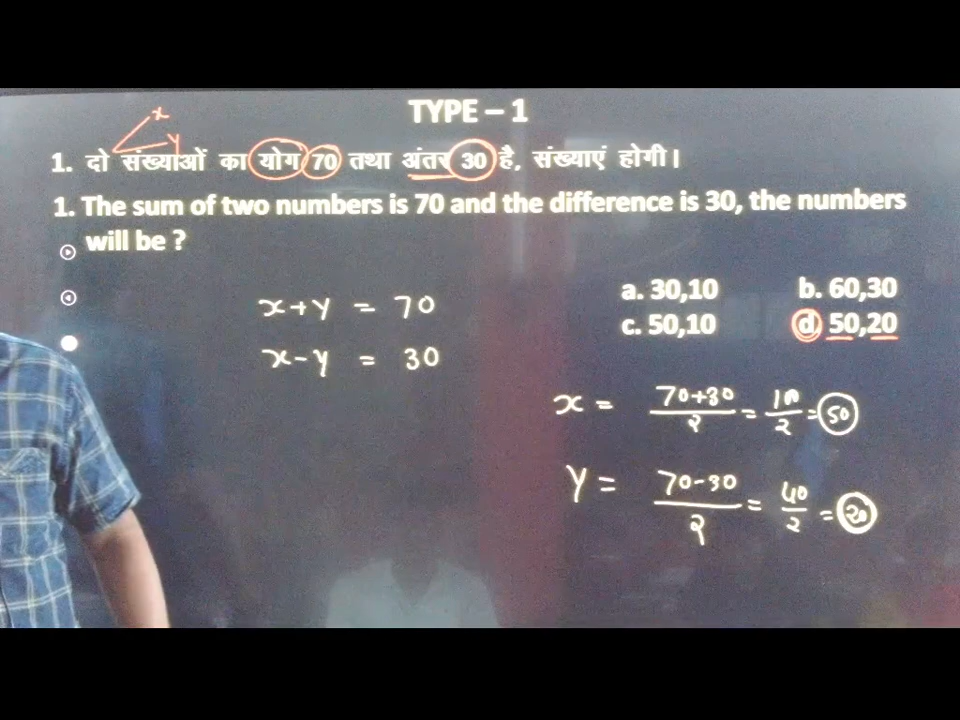 TYPE – 1
x
y
1. दो संख्याओं का योग 70 तथा अंतर 30 है, संख्याएं होगी।
1. The sum of two numbers is 70 and the difference is 30, the numbers
will be ?
x+y = 70
x-y = 30
a. 30,10 b. 60,30
c. 50,10 d. 50,20
x = 70+30/2 = 100/2 = 50
y = 70-30/2 = 40/2 = 20